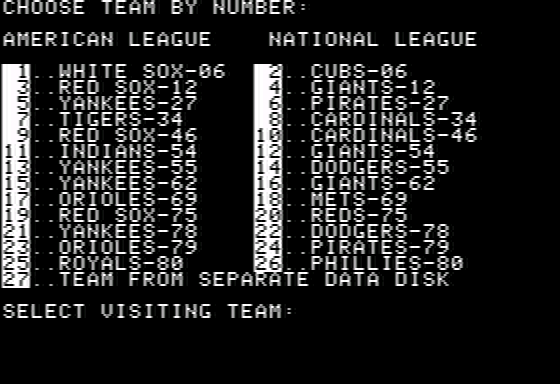 CHOOSE TEAM BY NUMBER:
AMERICAN LEAGUE    NATIONAL LEAGUE
1..WHITE SOX-06    2..CUBS-06
3..RED SOX-12    4..GIANTS-12
5..YANKEES-27    6..PIRATES-27
7..TIGERS-34    8..CARDINALS-34
9..RED SOX-46    10..CARDINALS-46
11..INDIANS-54    12..GIANTS-54
13..YANKEES-55    14..DODGERS-55
15..YANKEES-62    16..GIANTS-62
17..ORIOLES-69    18..METS-69
19..RED SOX-75    20..REDS-75
21..YANKEES-78    22..DODGERS-78
23..ORIOLES-79    24..PIRATES-79
25..ROYALS-80    26..PHILLIES-80
27..TEAM FROM SEPARATE DATA DISK
SELECT VISITING TEAM: